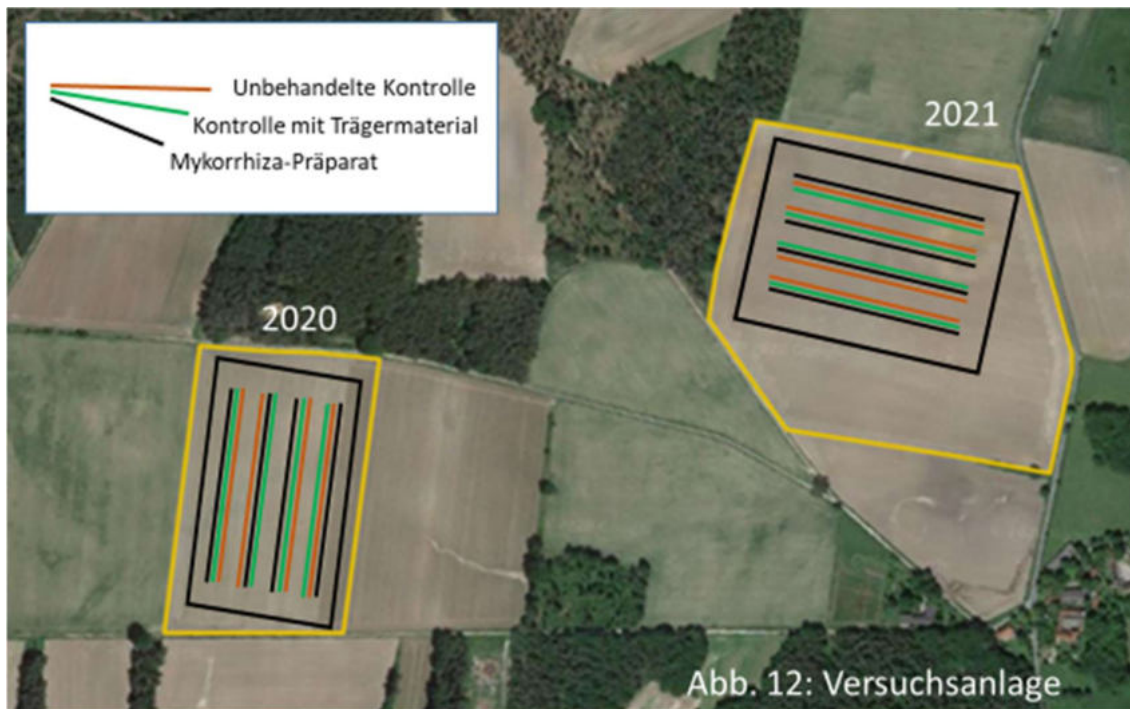 Unbehandelte Kontrolle
Kontrolle mit Trägermaterial
Mykorrhiza-Präparat
2021
2020
Abb. 12: Versuchsanlage